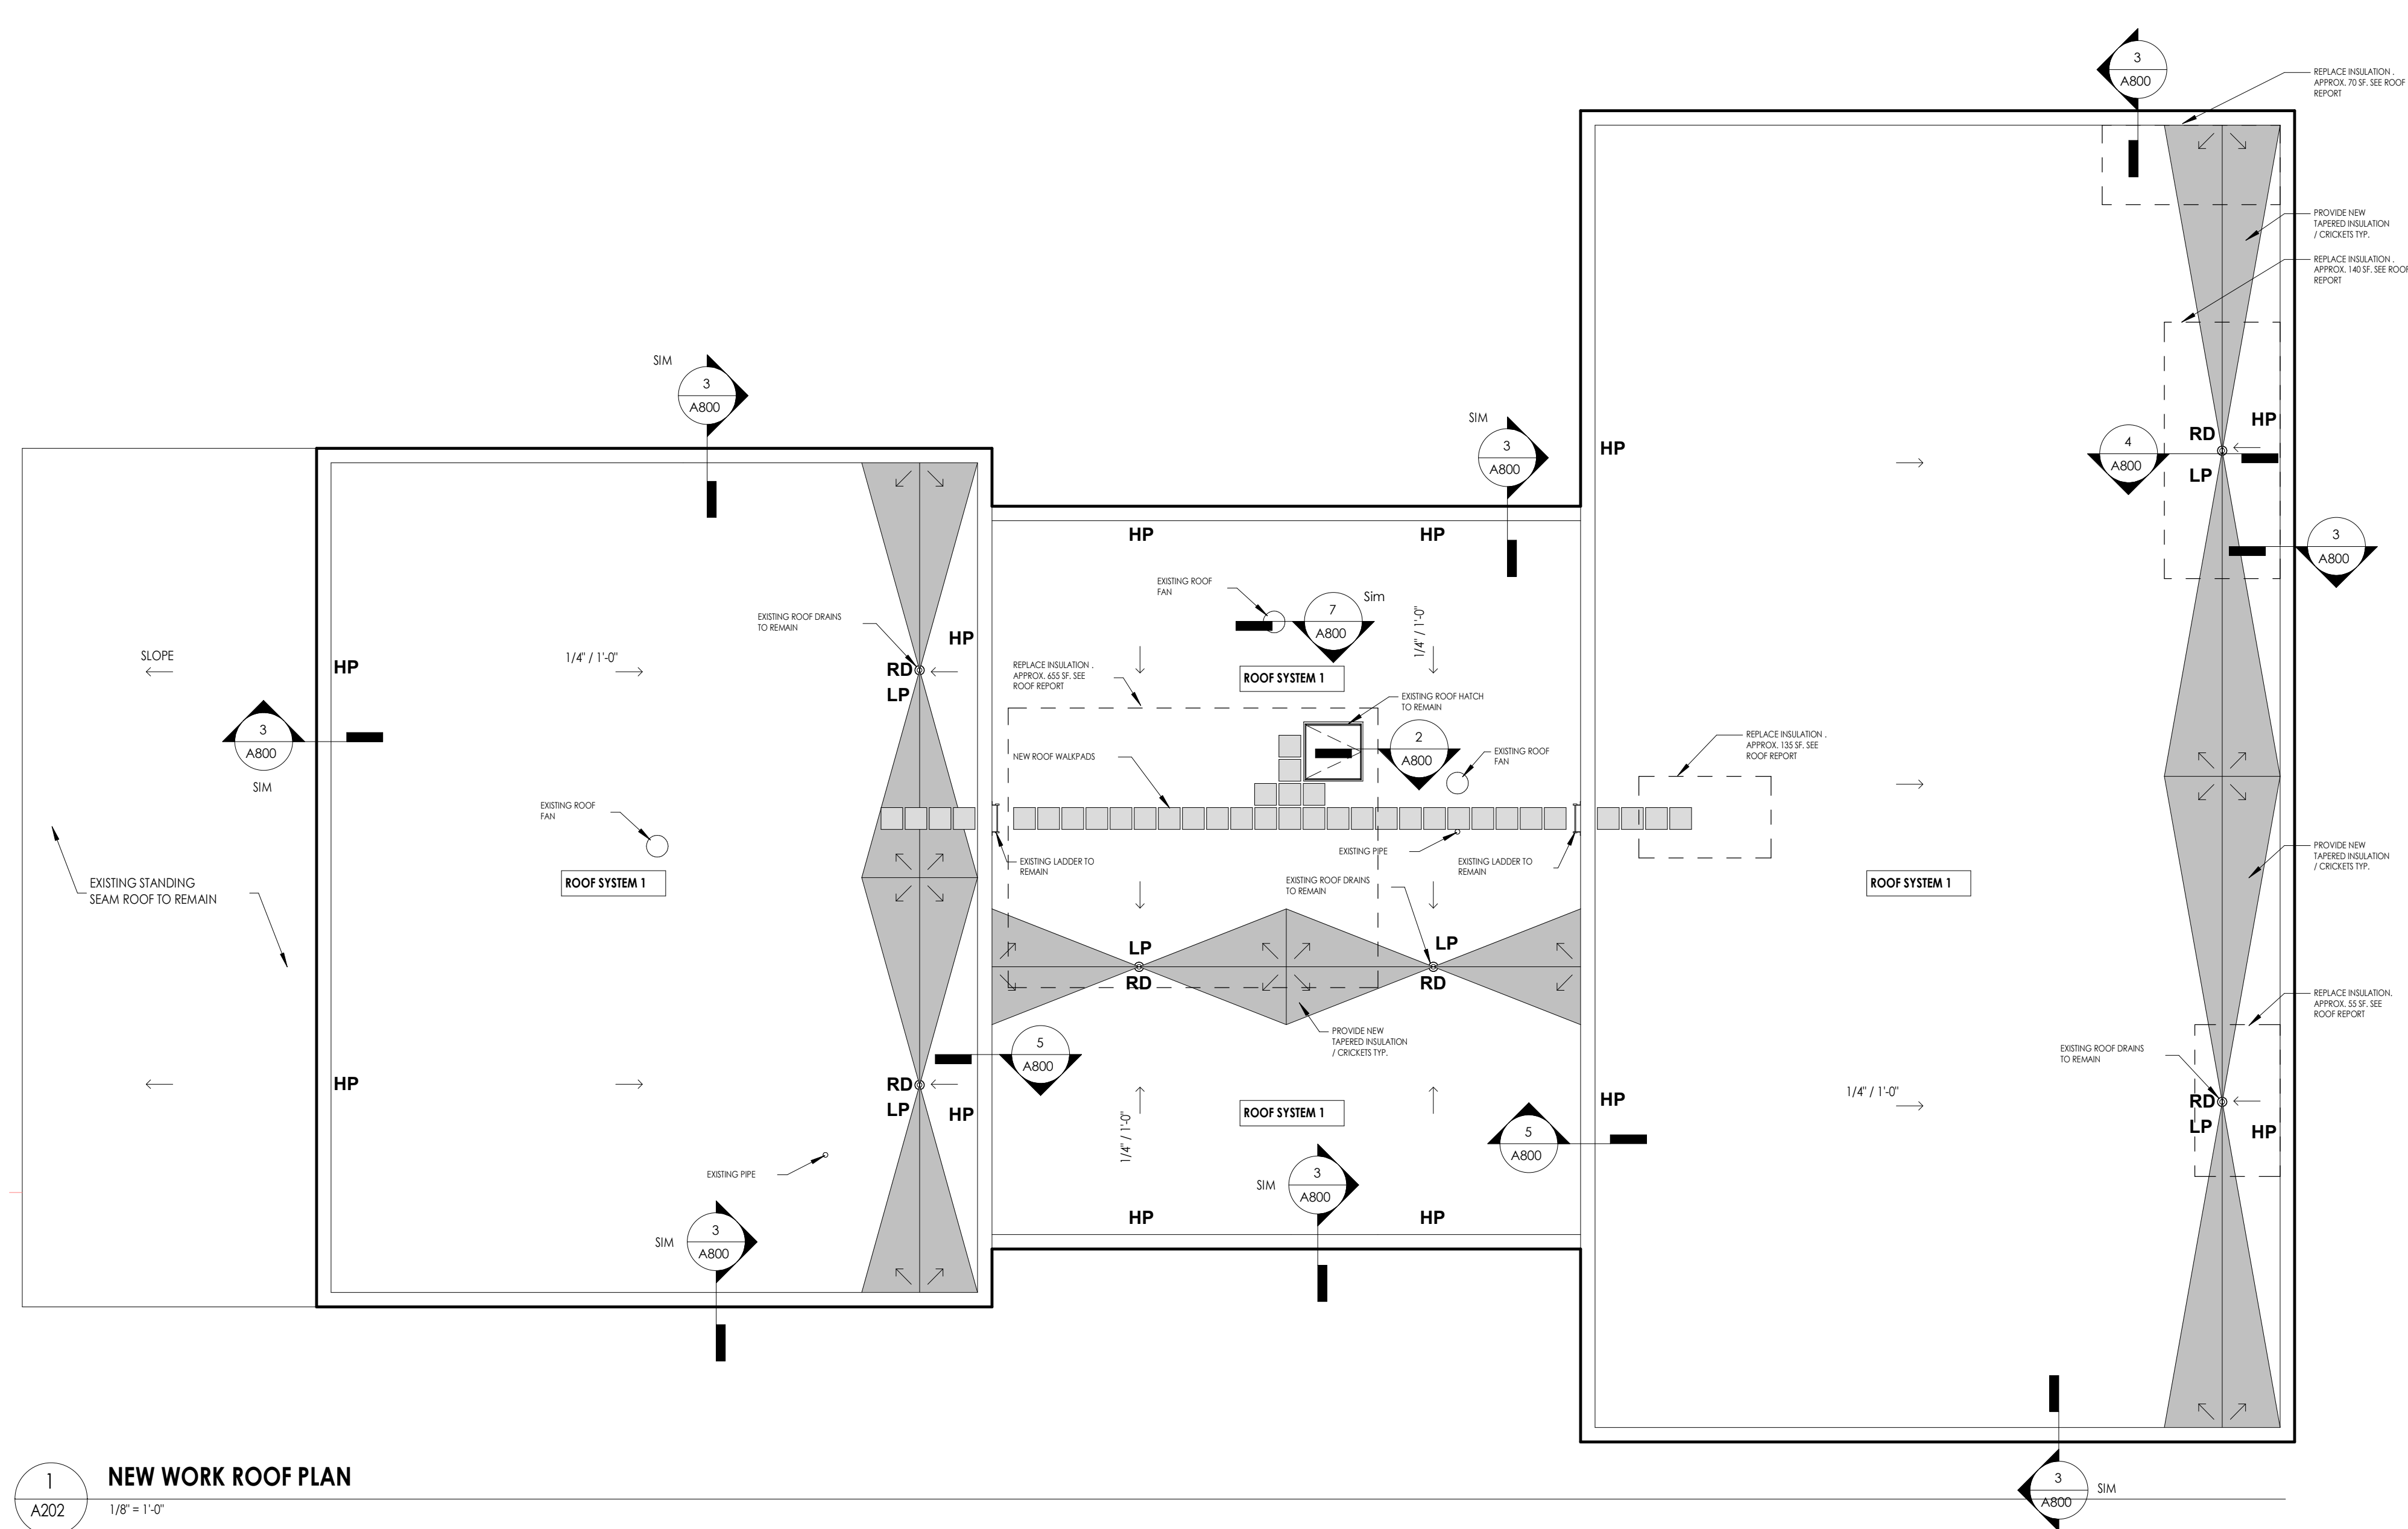 3
A800
REPLACE INSULATION .
APPROX. 70 SF. SEE ROOF
REPORT
PROVIDE NEW
TAPERED INSULATION
/ CRICKETS TYP.
REPLACE INSULATION .
APPROX. 140 SF. SEE ROOF
REPORT
SIM
3
A800
SIM
3
A800
HP
HP
RD
LP
4
A800
3
A800
HP
HP
EXISTING ROOF
FAN
7
A800
Sim
1/4" / 1'-0"
EXISTING ROOF DRAINS
TO REMAIN
HP
RD
LP
SLOPE
HP
1/4" / 1'-0"
REPLACE INSULATION .
APPROX. 655 SF. SEE
ROOF REPORT
ROOF SYSTEM 1
EXISTING ROOF HATCH
TO REMAIN
3
A800
SIM
2
A800
NEW ROOF WALKPADS
EXISTING ROOF
FAN
REPLACE INSULATION .
APPROX. 135 SF. SEE
ROOF REPORT
EXISTING ROOF
FAN
EXISTING PIPE
EXISTING LADDER TO
REMAIN
EXISTING LADDER TO
REMAIN
EXISTING ROOF DRAINS
TO REMAIN
PROVIDE NEW
TAPERED INSULATION
/ CRICKETS TYP.
EXISTING STANDING
SEAM ROOF TO REMAIN
ROOF SYSTEM 1
ROOF SYSTEM 1
LP
RD
LP
RD
REPLACE INSULATION.
APPROX. 55 SF. SEE
ROOF REPORT
PROVIDE NEW
TAPERED INSULATION
/ CRICKETS TYP.
5
A800
EXISTING ROOF DRAINS
TO REMAIN
HP
RD
LP
HP
ROOF SYSTEM 1
1/4" / 1'-0"
HP
5
A800
1/4" / 1'-0"
RD
LP
HP
EXISTING PIPE
SIM
3
A800
HP
HP
SIM
3
A800
3
A800
SIM
1
A202
NEW WORK ROOF PLAN
1/8" = 1'-0"